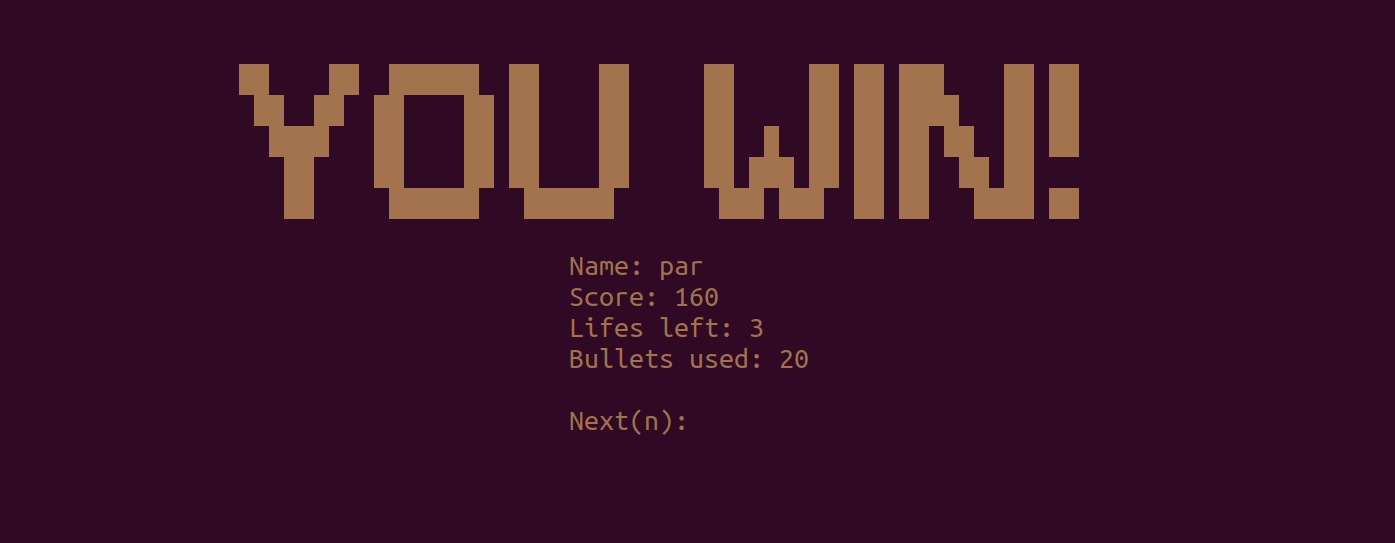 YOU WIN!
Name: par
Score: 160
Lifes left: 3
Bullets used: 20
Next(n):